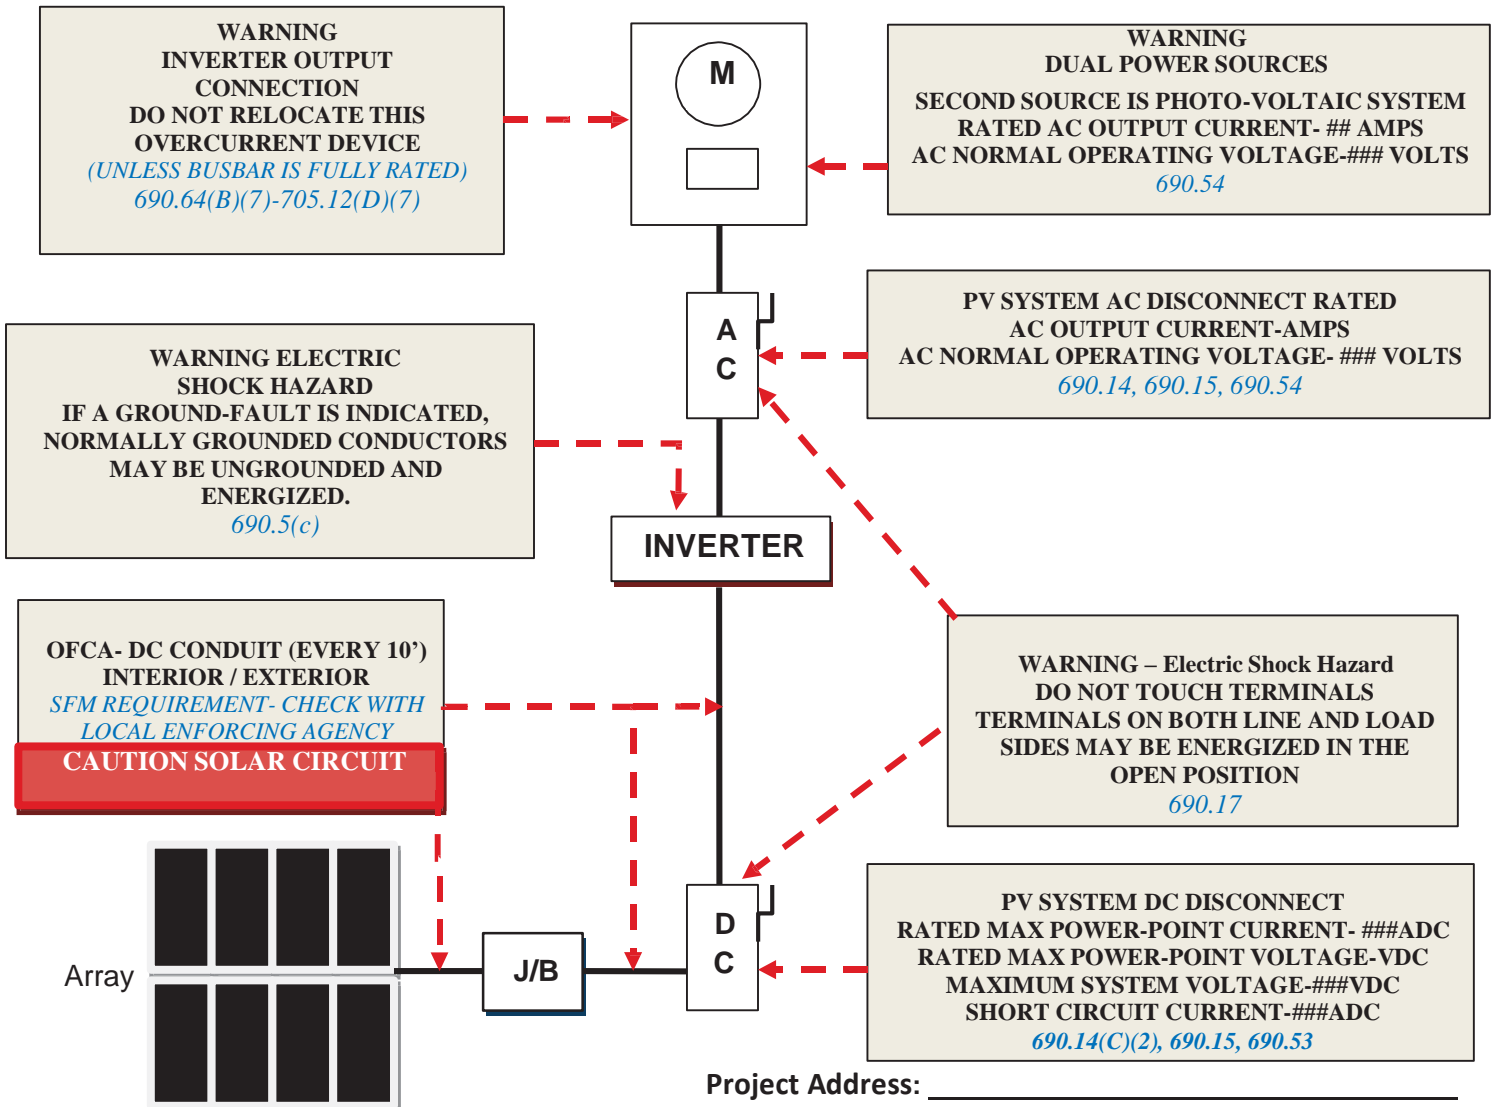 WARNING
INVERTER OUTPUT
CONNECTION
DO NOT RELOCATE THIS
OVERCURRENT DEVICE
(UNLESS BUSBAR IS FULLY RATED)
690.64(B)(7)-705.12(D)(7)
M
WARNING
DUAL POWER SOURCES
SECOND SOURCE IS PHOTO-VOLTAIC SYSTEM
RATED AC OUTPUT CURRENT- ## AMPS
AC NORMAL OPERATING VOLTAGE-### VOLTS
690.54
PV SYSTEM AC DISCONNECT RATED
AC OUTPUT CURRENT-AMPS
AC NORMAL OPERATING VOLTAGE- ### VOLTS
690.14, 690.15, 690.54
A
C
WARNING ELECTRIC
SHOCK HAZARD
IF A GROUND-FAULT IS INDICATED,
NORMALLY GROUNDED CONDUCTORS
MAY BE UNGROUNDED AND
ENERGIZED.
690.5(c)
INVERTER
OFCA- DC CONDUIT (EVERY 10’)
INTERIOR / EXTERIOR
SFM REQUIREMENT- CHECK WITH
LOCAL ENFORCING AGENCY
CAUTION SOLAR CIRCUIT
WARNING – Electric Shock Hazard
DO NOT TOUCH TERMINALS
TERMINALS ON BOTH LINE AND LOAD
SIDES MAY BE ENERGIZED IN THE
OPEN POSITION
690.17
Array
J/B
D
C
PV SYSTEM DC DISCONNECT
RATED MAX POWER-POINT CURRENT- ###ADC
RATED MAX POWER-POINT VOLTAGE-VDC
MAXIMUM SYSTEM VOLTAGE-###VDC
SHORT CIRCUIT CURRENT-###ADC
690.14(C)(2), 690.15, 690.53
Project Address: